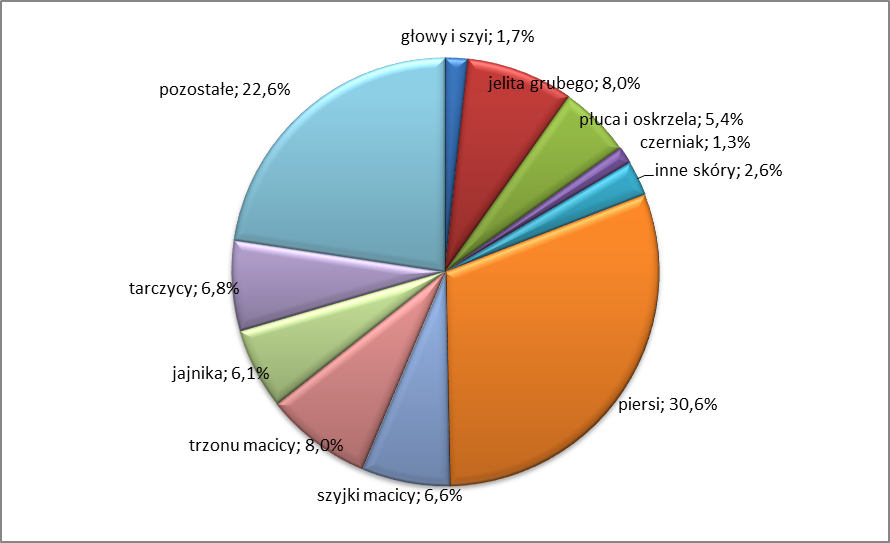 głowy i szyi; 1,7%
jelita grubego; 8,0%
pozostałe; 22,6%
płuca i oskrzela; 5,4%
czerniak; 1,3%
inne skóry; 2,6%
tarczycy; 6,8%
jajnika; 6,1%
piersi; 30,6%
trzonu macicy; 8,0%
szyjki macicy; 6,6%